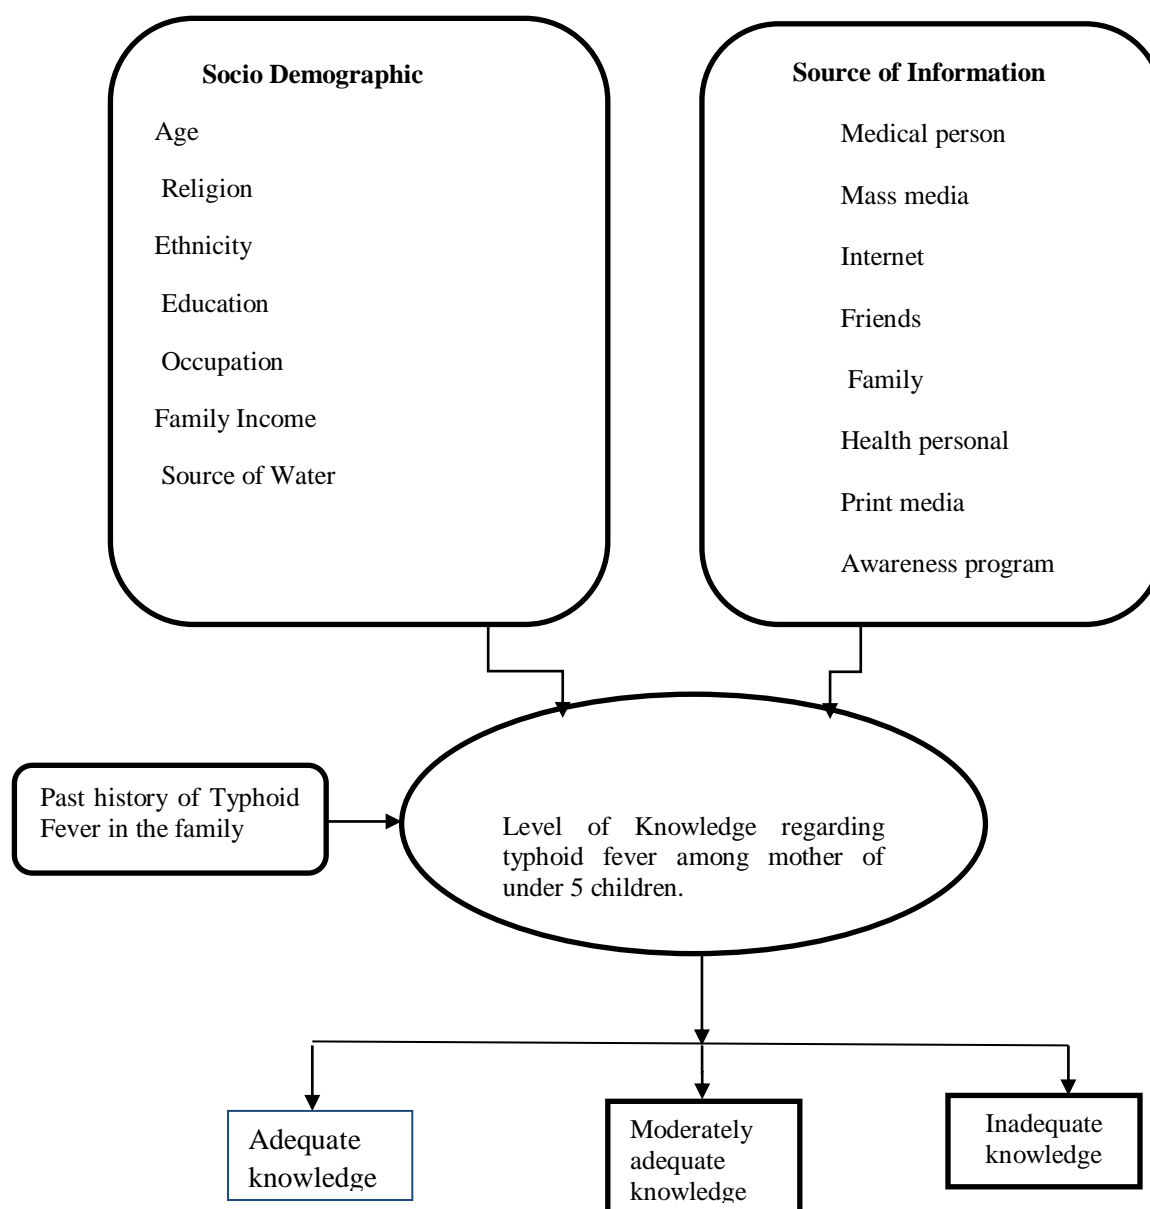 Socio Demographic
Age
Religion
Ethnicity
Education
Occupation
Family Income
Source of Water
Source of Information
Medical person
Mass media
Internet
Friends
Family
Health personal
Print media
Awareness program
Past history of Typhoid
Fever in the family
Level of Knowledge regarding
typhoid fever among mother of
under 5 children.
Adequate
knowledge
Moderately
adequate
knowledge
Inadequate
knowledge